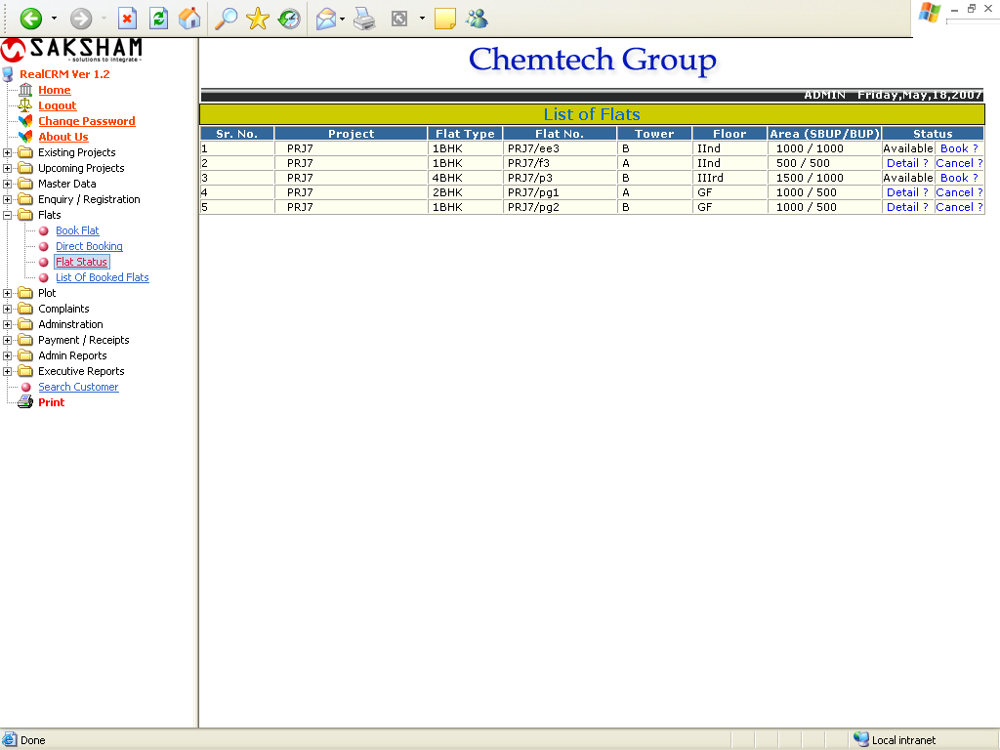 SAKSHAM
- solutions to integrate -
RealCRM Ver 1.2
Home
Logout
Change Password
About Us
Existing Projects
Upcoming Projects
Master Data
Enquiry / Registration
Flats
Book Flat
Direct Booking
Flat Status
List Of Booked Flats
Plot
Complaints
Adminstration
Payment / Receipts
Admin Reports
Executive Reports
Search Customer
Print
Chemtech Group
ADMIN Friday,May,18,2007
List of Flats
Sr. No. Project Flat Type Flat No. Tower Floor Area (SBUP/BUP) Status
1 PRJ7 1BHK PRJ7/ee3 B IInd 1000 / 1000 Available Book ?
2 PRJ7 1BHK PRJ7/f3 A IInd 500 / 500 Detail ? Cancel ?
3 PRJ7 4BHK PRJ7/p3 B IIIrd 1500 / 1000 Available Book ?
4 PRJ7 2BHK PRJ7/pg1 A GF 1000 / 500 Detail ? Cancel ?
5 PRJ7 1BHK PRJ7/pg2 B GF 1000 / 500 Detail ? Cancel ?
Done Local intranet